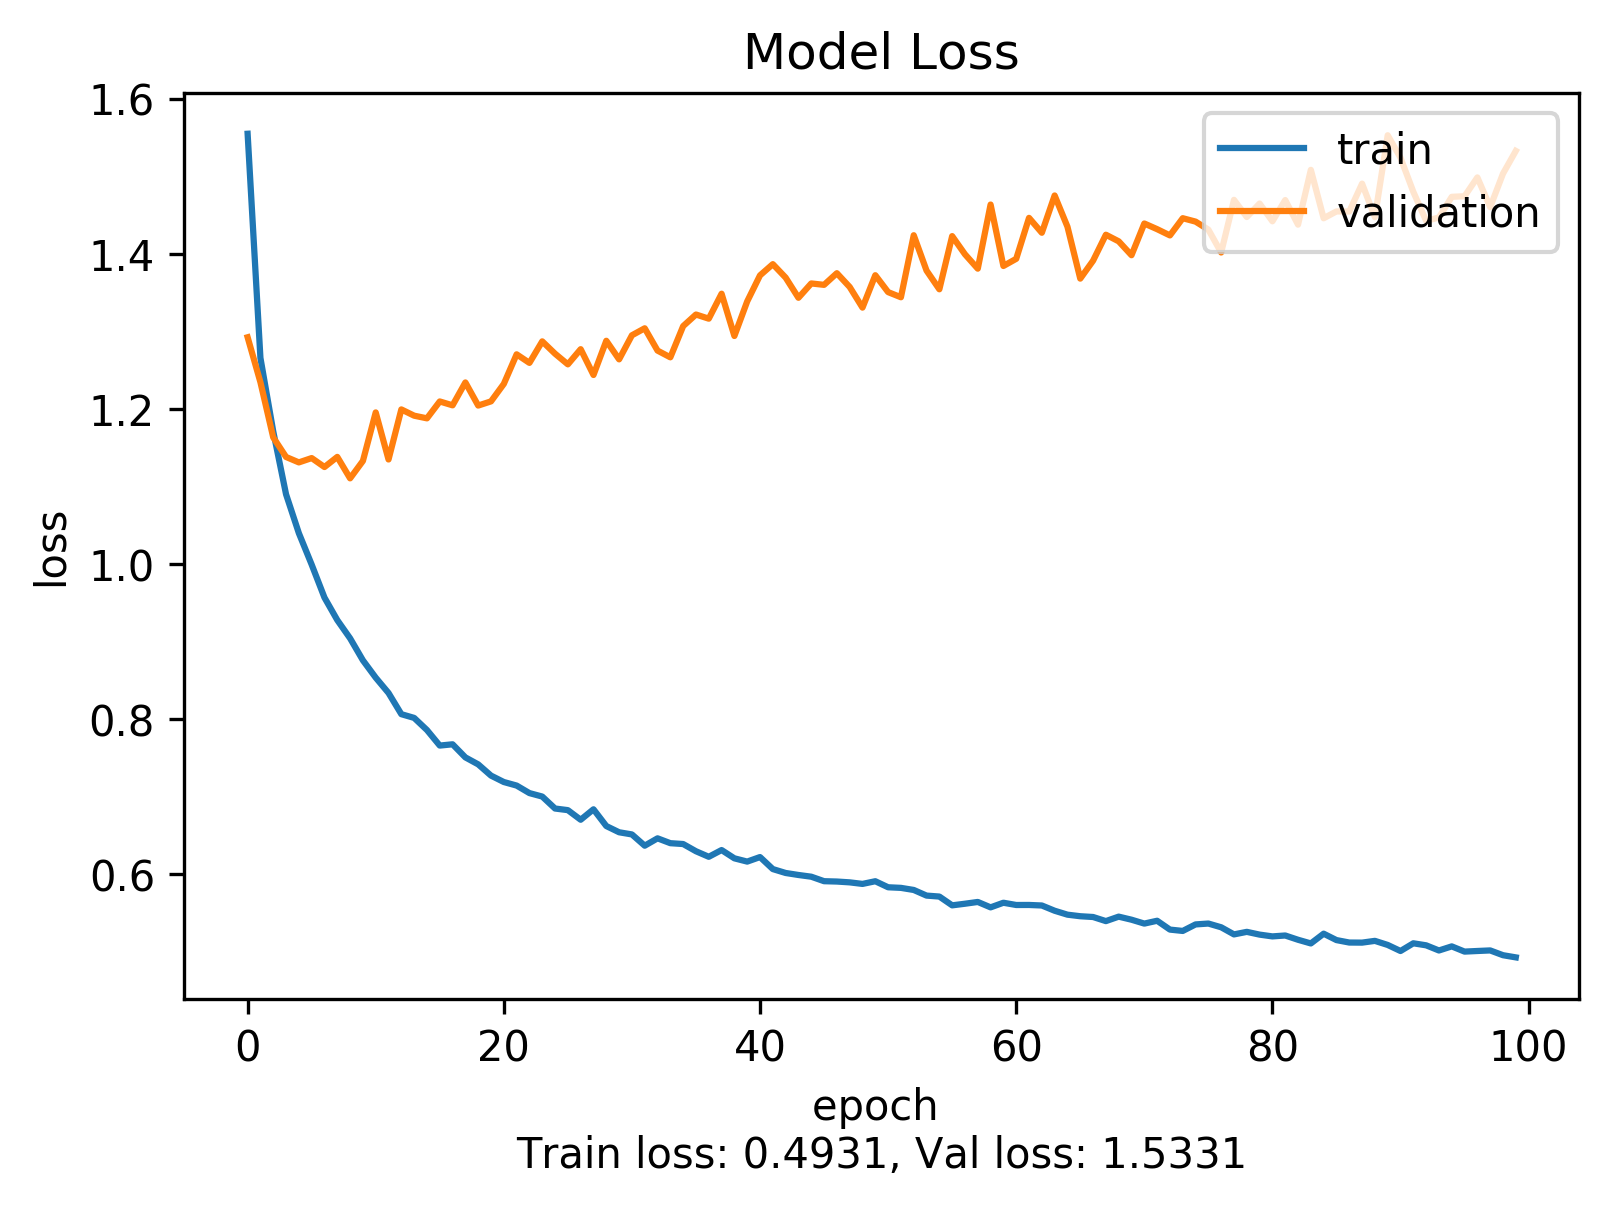 Model Loss
1.6
1.4
1.2
1.0
0.8
0.6
loss
train
validation
0 20 40 60 80 100
epoch
Train loss: 0.4931, Val loss: 1.5331